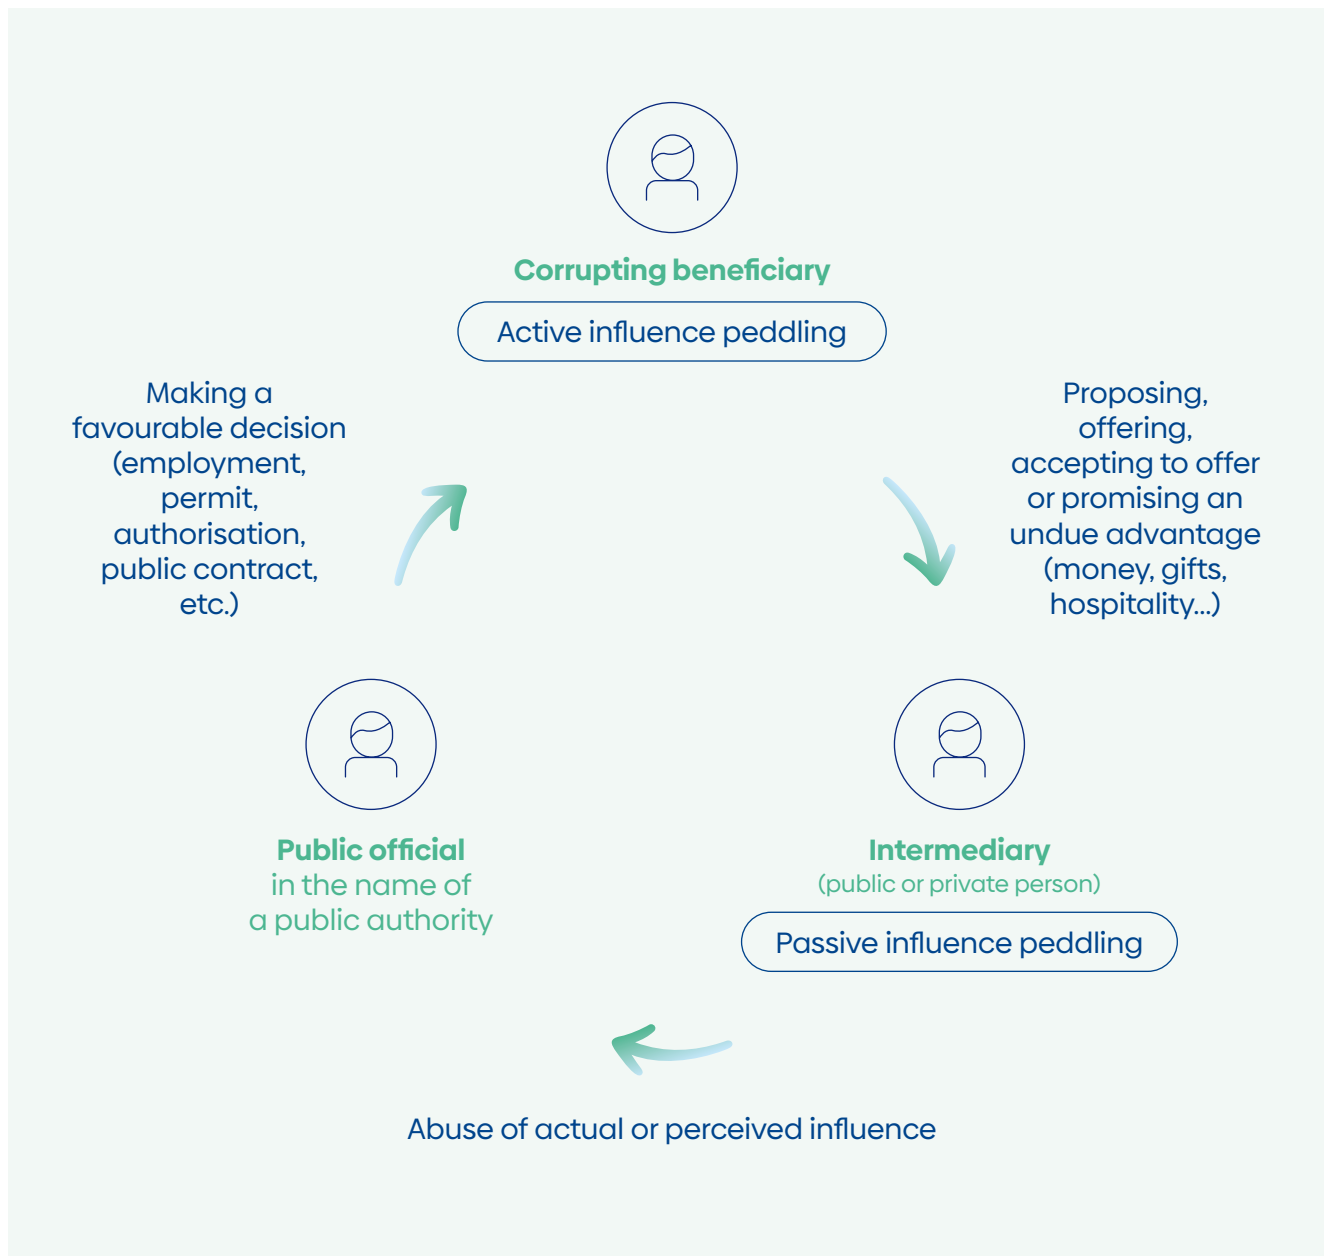 Corrupting beneficiary
Active influence peddling
Making a
favourable decision
(employment,
permit,
authorisation,
public contract,
etc.)
Proposing,
offering,
accepting to offer
or promising an
undue advantage
(money, gifts,
hospitality...)
Public official
in the name of
a public authority
Intermediary
(public or private person)
Passive influence peddling
Abuse of actual or perceived influence